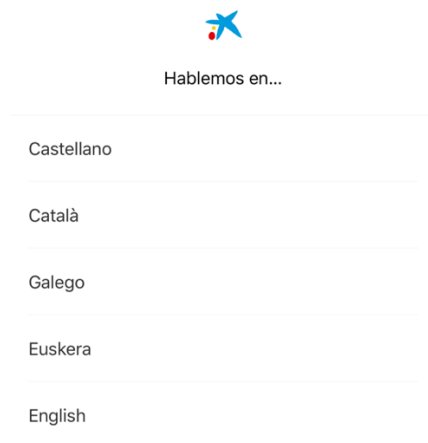 Hablemos en...
Castellano
Català
Galego
Euskera
English